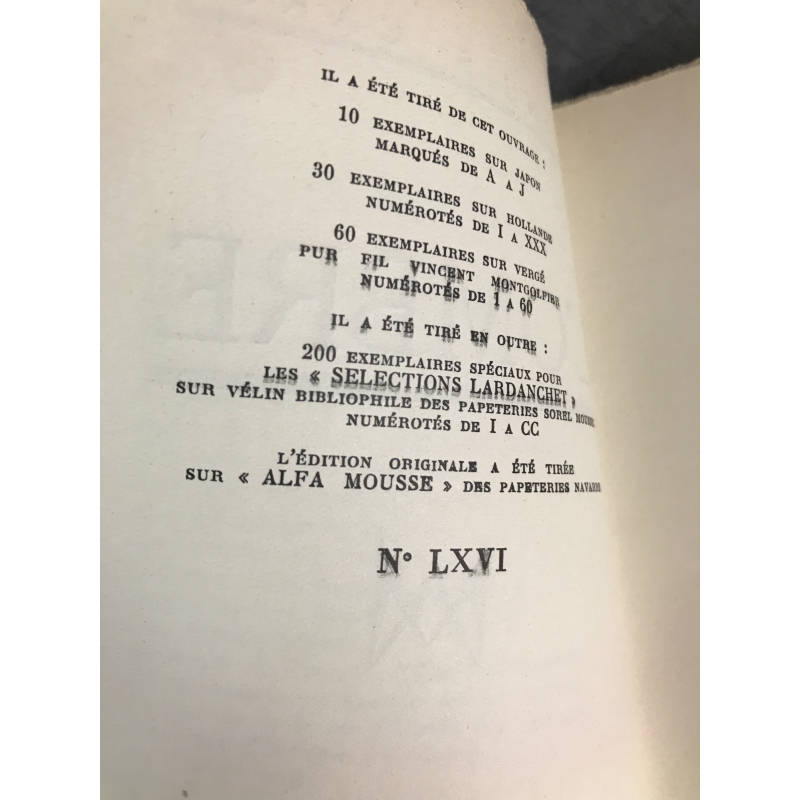 IL A ÉTÉ TIRÉ DE CET OUVRAGE :
10 EXEMPLAIRES SUR JAPON
MARQUÉS DE A A J
30 EXEMPLAIRES SUR HOLLANDE
NUMÉROTÉS DE I A XXX
60 EXEMPLAIRES SUR VERGÉ
PUR FIL VINCENT MONTGOLFIER
NUMÉROTÉS DE 1 A 60
IL A ÉTÉ TIRÉ EN OUTRE :
200 EXEMPLAIRES SPÉCIAUX POUR
LES « SELECTIONS LARDANCHET »
SUR VÉLIN BIBLIOPHILE DES PAPETERIES SOREL MOUSSE
NUMÉROTÉS DE I A CC
L'ÉDITION ORIGINALE A ÉTÉ TIRÉE
SUR « ALFA MOUSSE » DES PAPETERIES NAVARRE
N° LXVI